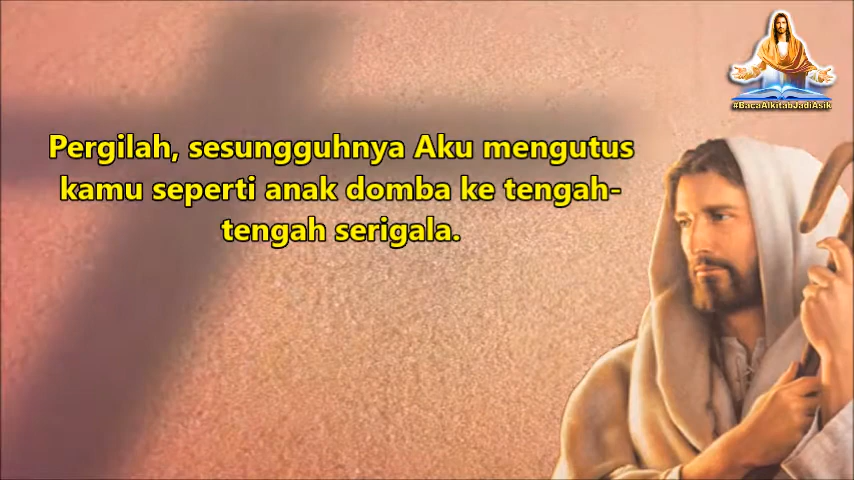 #BacaAlkitabJadiAsik
Pergilah, sesungguhnya Aku mengutus
kamu seperti anak domba ke tengah-
tengah serigala.